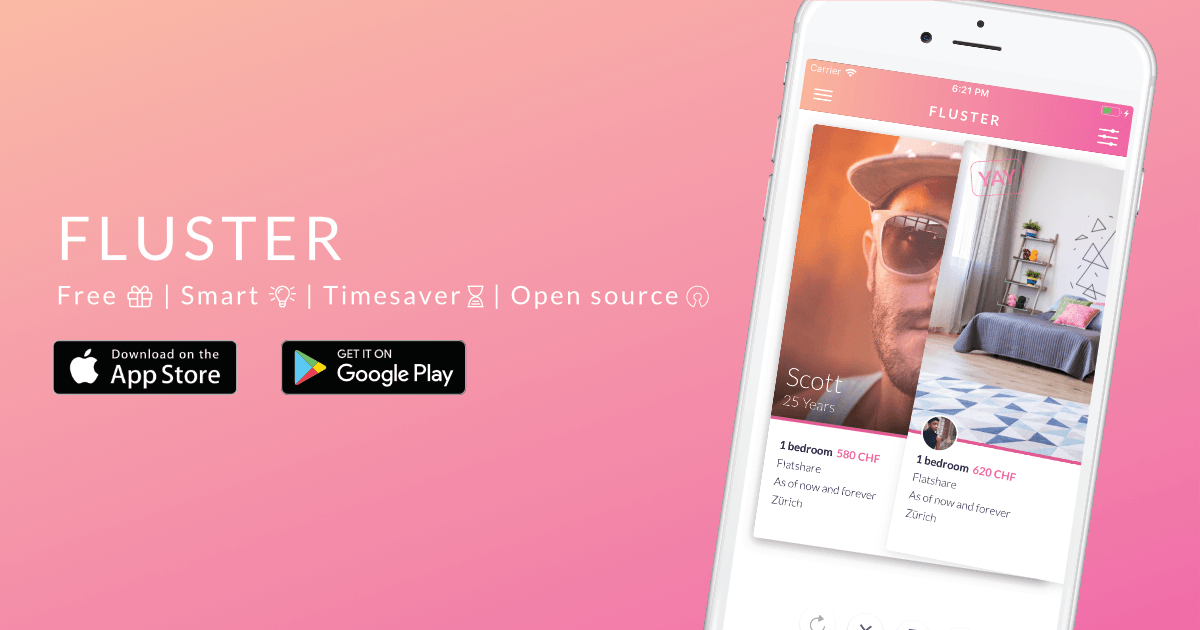 FLUSTER
Free | Smart | Timesaver | Open source
Download on the
App Store
GET IT ON
Google Play
Carrier
6:21 PM
FLUSTER
YAY
Scott
25 Years
1 bedroom 580 CHF
Flatshare
As of now and forever
Zürich
1 bedroom 620 CHF
Flatshare
As of now and forever
Zürich